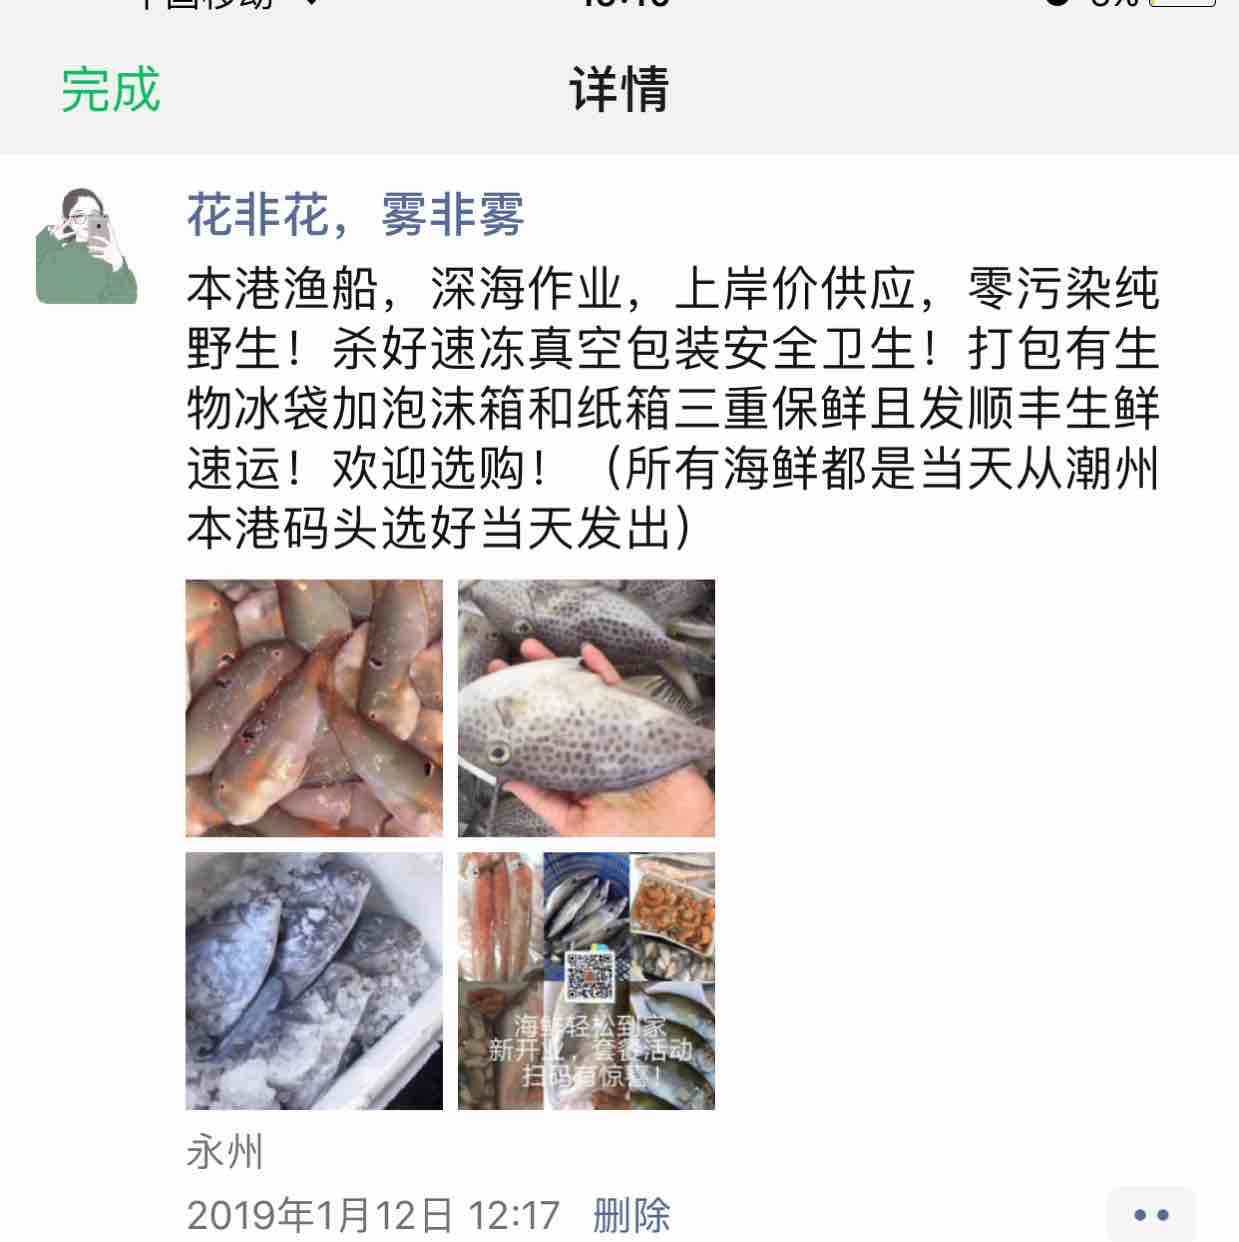 完成
详情
花非花，雾非雾
本港渔船，深海作业，上岸价供应，零污染纯
野生！杀好速冻真空包装安全卫生！打包有生
物冰袋加泡沫箱和纸箱三重保鲜且发顺丰生鲜
速运！欢迎选购！（所有海鲜都是当天从潮州
本港码头选好当天发出）
海鲜轻松到家
新开业，套餐活动
扫码有惊喜！
永州
2019年1月12日 12:17 删除